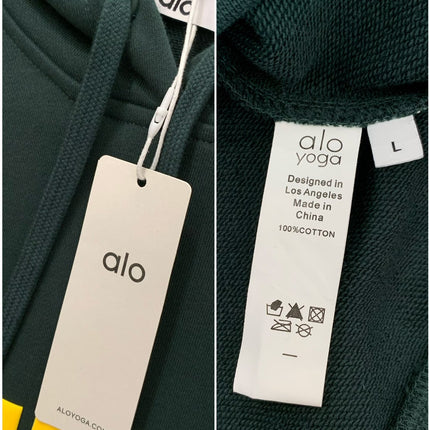 alo
alo
ALOYOGA.CO
alo
yoga
Designed in
Los Angeles
Made in
China
100%COTTON
L